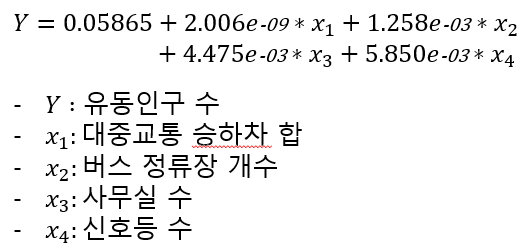 Y = 0.05865 + 2.006e-09 * x₁ + 1.258e-03 * x₂
+ 4.475e-03 * x₃ + 5.850e-03 * x₄
- Y : 유동인구 수
- x₁: 대중교통 승하차 합
- x₂: 버스 정류장 개수
- x₃: 사무실 수
- x₄: 신호등 수